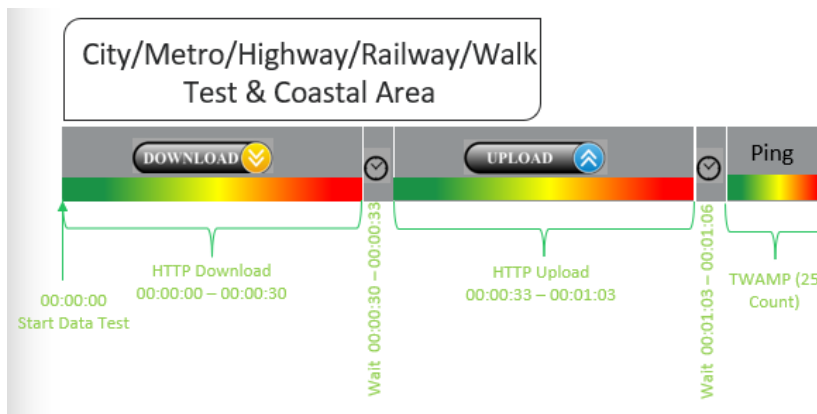 City/Metro/Highway/Railway/Walk
Test & Coastal Area
DOWNLOAD
UPLOAD
Ping
00:00:00
Start Data Test
HTTP Download
00:00:00 – 00:00:30
Wait 00:00:30 – 00:00:33
HTTP Upload
00:00:33 – 00:01:03
Wait 00:01:03 – 00:01:06
TWAMP (25
Count)